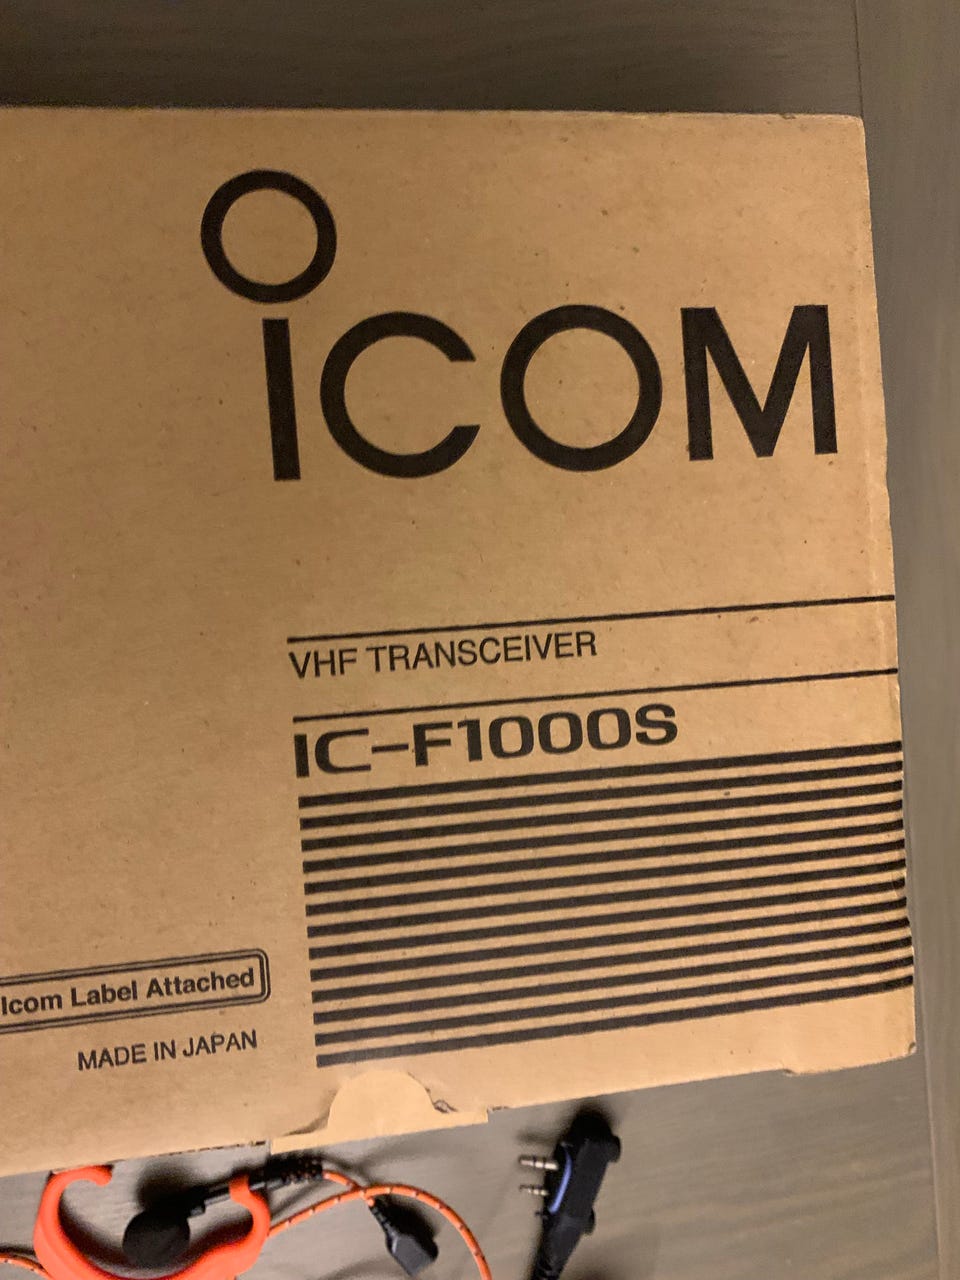 ICOM
VHF TRANSCEIVER
IC-F1000S
Icom Label Attached
MADE IN JAPAN